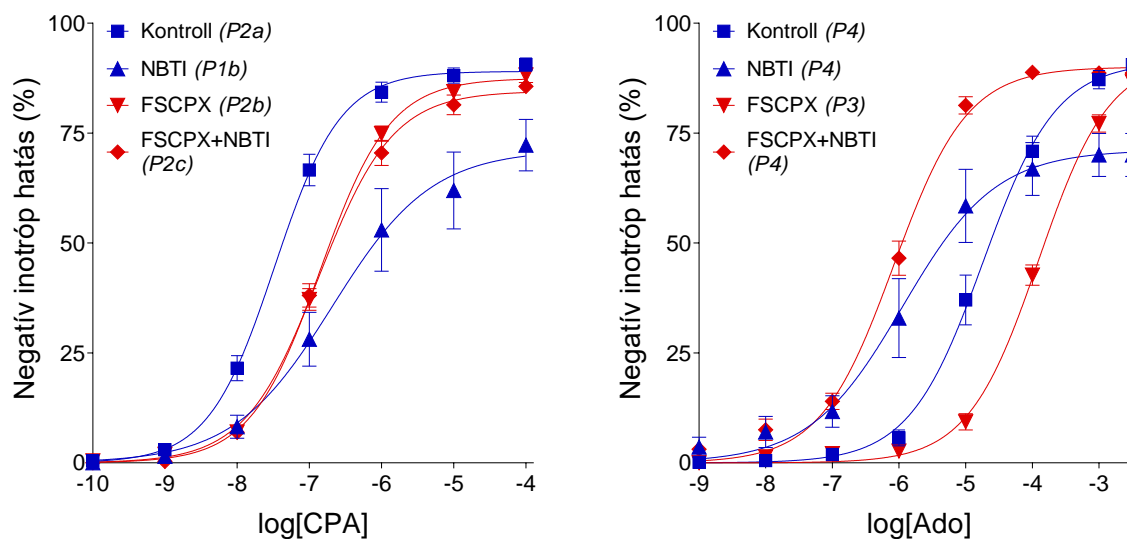 Negatív inotróp hatás (%)
100
75
50
25
0
Kontroll (P2a)
NBTI (P1b)
FSCPX (P2b)
FSCPX+NBTI
(P2c)
-10 -9 -8 -7 -6 -5 -4
log[CPA]
Negatív inotróp hatás (%)
100
75
50
25
0
Kontroll (P4)
NBTI (P4)
FSCPX (P3)
FSCPX+NBTI
(P4)
-9 -8 -7 -6 -5 -4 -3
log[Ado]